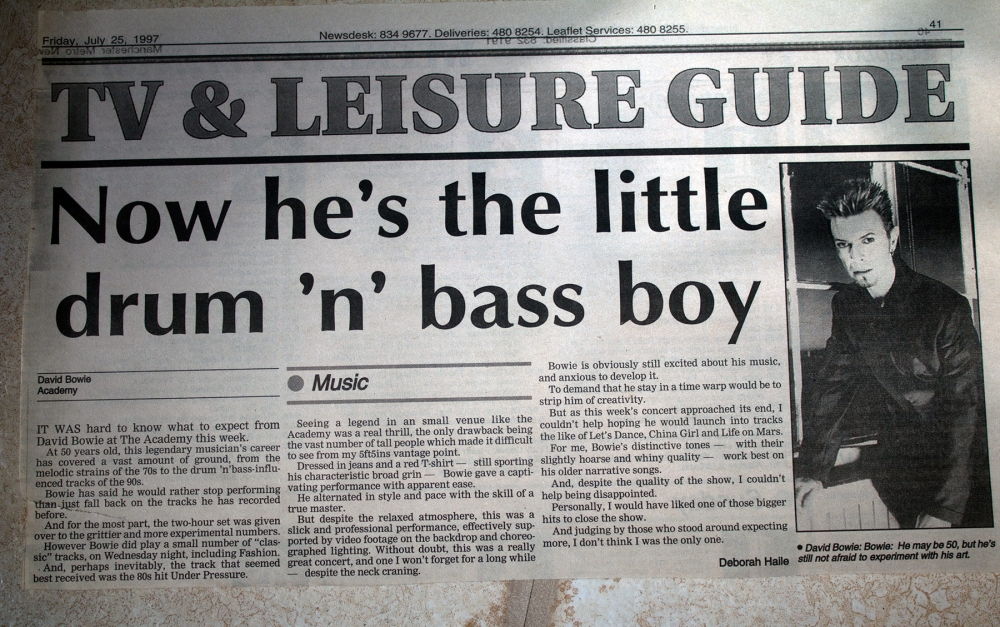 41
Friday, July 25, 1997
Newsdesk: 834 9677. Deliveries: 480 8254. Leaflet Services: 480 8255.
TV & LEISURE GUIDE
Now he's the little
drum 'n' bass boy
David Bowie
Academy
IT WAS hard to know what to expect from
David Bowie at The Academy this week.
At 50 years old, this legendary musician's career
has covered a vast amount of ground, from the
melodic strains of the 70s to the drum 'n'bass-influ-
enced tracks of the 90s.
Bowie has said he would rather stop performing
than just fall back on the tracks he has recorded
before.
And for the most part, the two-hour set was given
over to the grittier and more experimental numbers.
However Bowie did play a small number of "clas-
sic" tracks, on Wednesday night, including Fashion.
And, perhaps inevitably, the track that seemed
best received was the 80s hit Under Pressure.
● Music
Seeing a legend in an small venue like the
Academy was a real thrill, the only drawback being
the vast number of tall people which made it difficult
to see from my 5ft5ins vantage point.
Dressed in jeans and a red T-shirt — still sporting
his characteristic broad grin — Bowie gave a capti-
vating performance with apparent ease.
He alternated in style and pace with the skill of a
true master.
But despite the relaxed atmosphere, this was a
slick and professional performance, effectively sup-
ported by video footage on the backdrop and choreo-
graphed lighting. Without doubt, this was a really
great concert, and one I won't forget for a long while
— despite the neck craning.
Bowie is obviously still excited about his music,
and anxious to develop it.
To demand that he stay in a time warp would be to
strip him of creativity.
But as this week's concert approached its end, I
couldn't help hoping he would launch into tracks
the like of Let's Dance, China Girl and Life on Mars.
For me, Bowie's distinctive tones — with their
slightly hoarse and whiny quality — work best on
his older narrative songs.
And, despite the quality of the show, I couldn't
help being disappointed.
Personally, I would have liked one of those bigger
hits to close the show.
And judging by those who stood around expecting
more, I don't think I was the only one.
Deborah Haile
● David Bowie: Bowie: He may be 50, but he's
still not afraid to experiment with his art.